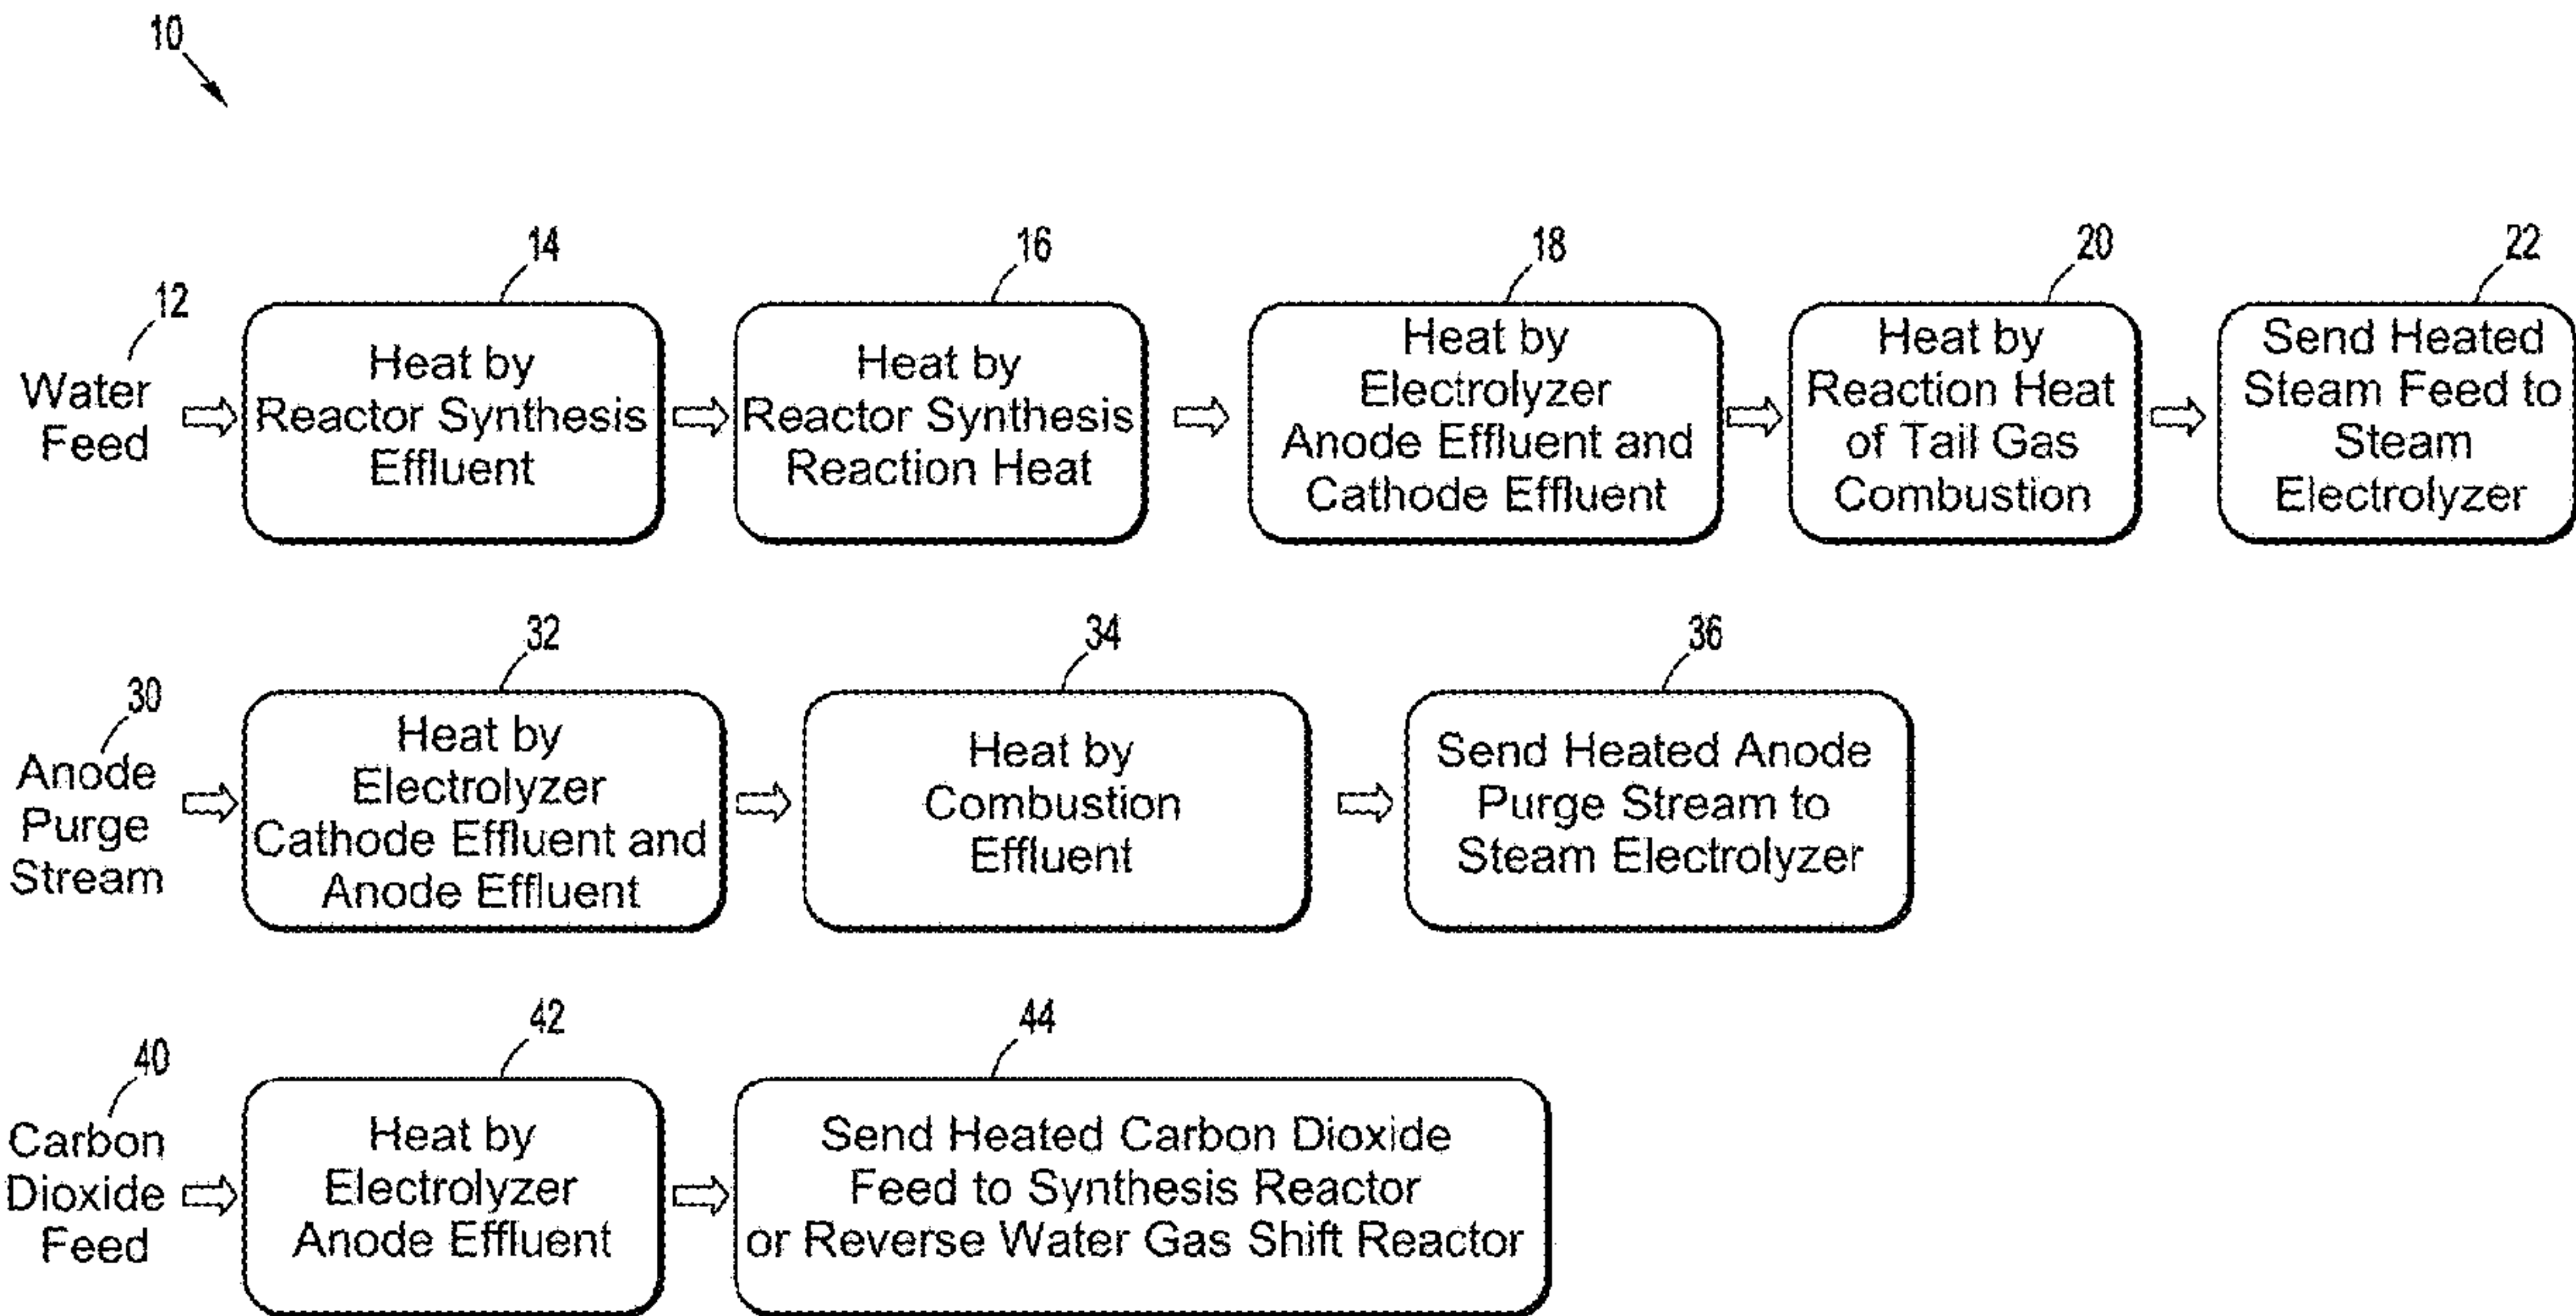 10
12
Water
Feed
14
Heat by
Reactor Synthesis
Effluent
16
Heat by
Reactor Synthesis
Reaction Heat
18
Heat by
Electrolyzer
Anode Effluent and
Cathode Effluent
20
Heat by
Reaction Heat
of Tail Gas
Combustion
22
Send Heated
Steam Feed to
Steam
Electrolyzer
30
Anode
Purge
Stream
32
Heat by
Electrolyzer
Cathode Effluent and
Anode Effluent
34
Heat by
Combustion
Effluent
36
Send Heated Anode
Purge Stream to
Steam Electrolyzer
40
Carbon
Dioxide
Feed
42
Heat by
Electrolyzer
Anode Effluent
44
Send Heated Carbon Dioxide
Feed to Synthesis Reactor
or Reverse Water Gas Shift Reactor